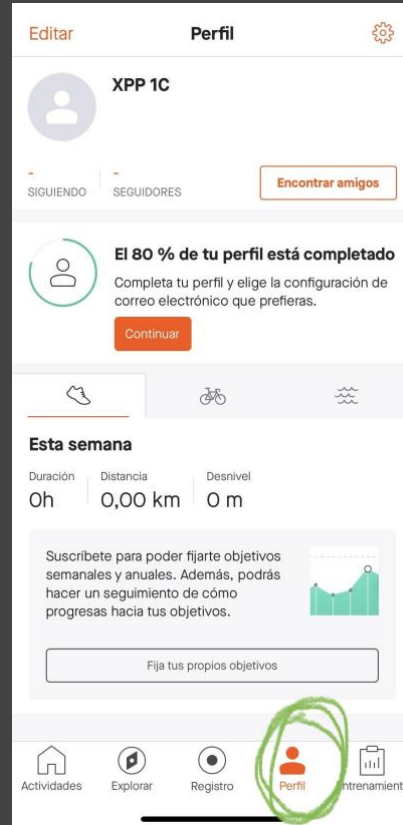 Editar
Perfil
XPP 1C
- -
SIGUIENDO SEGUIDORES
Encontrar amigos
El 80 % de tu perfil está completado
Completa tu perfil y elige la configuración de
correo electrónico que prefieras.
Continuar
Esta semana
Duración Distancia Desnivel
0h 0,00 km 0 m
Suscríbete para poder fijarte objetivos
semanales y anuales. Además, podrás
hacer un seguimiento de cómo
progresas hacia tus objetivos.
Fija tus propios objetivos
Actividades Explorar Registro Perfil Entrenamient